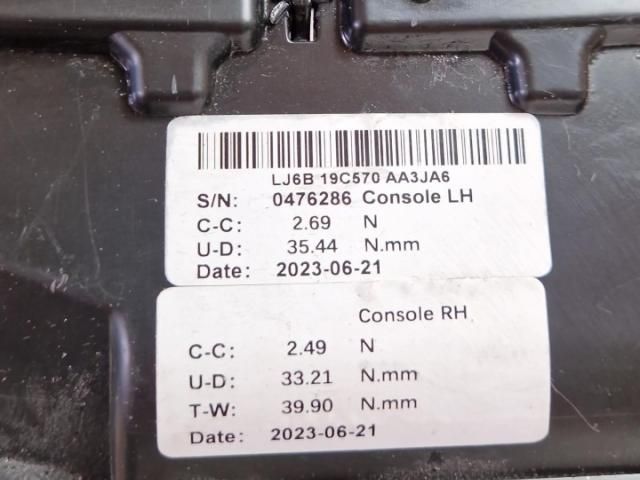 LJ6B 19C570 AA3JA6
S/N: 0476286 Console LH
C-C: 2.69 N
U-D: 35.44 N.mm
Date: 2023-06-21
Console RH
C-C: 2.49 N
U-D: 33.21 N.mm
T-W: 39.90 N.mm
Date: 2023-06-21